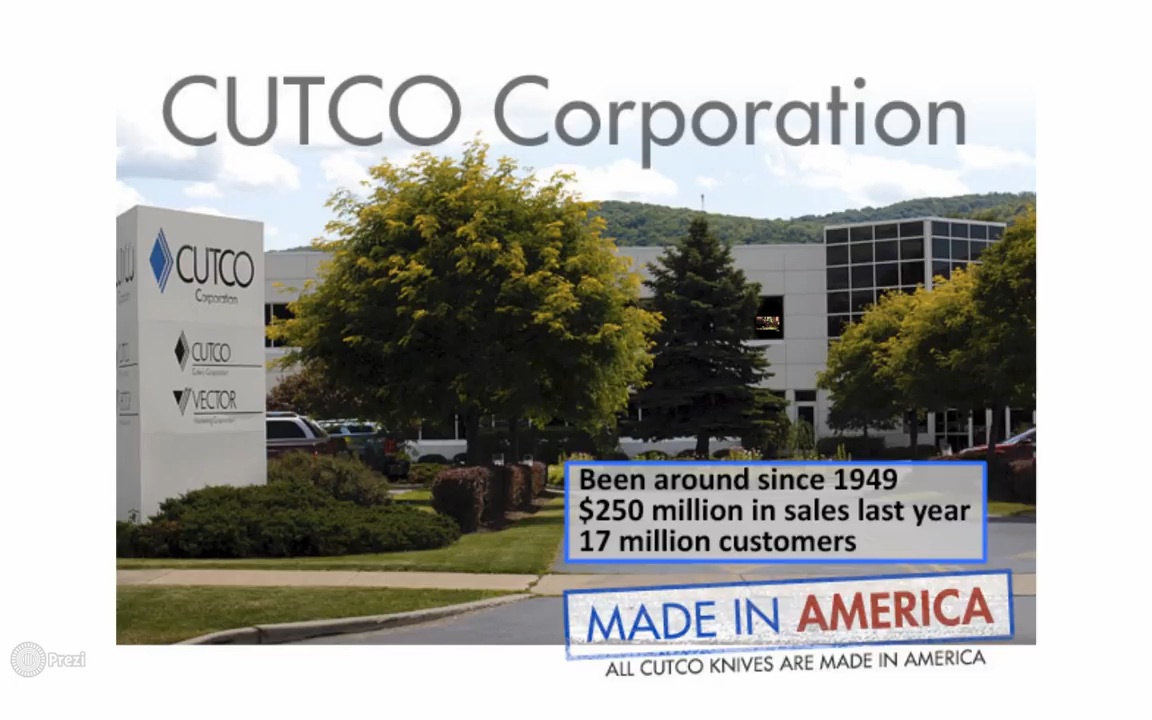 CUTCO Corporation
CUTCO
Corporation
CUTCO
VECTOR
Been around since 1949
$250 million in sales last year
17 million customers
MADE IN AMERICA
ALL CUTCO KNIVES ARE MADE IN AMERICA
Prezi